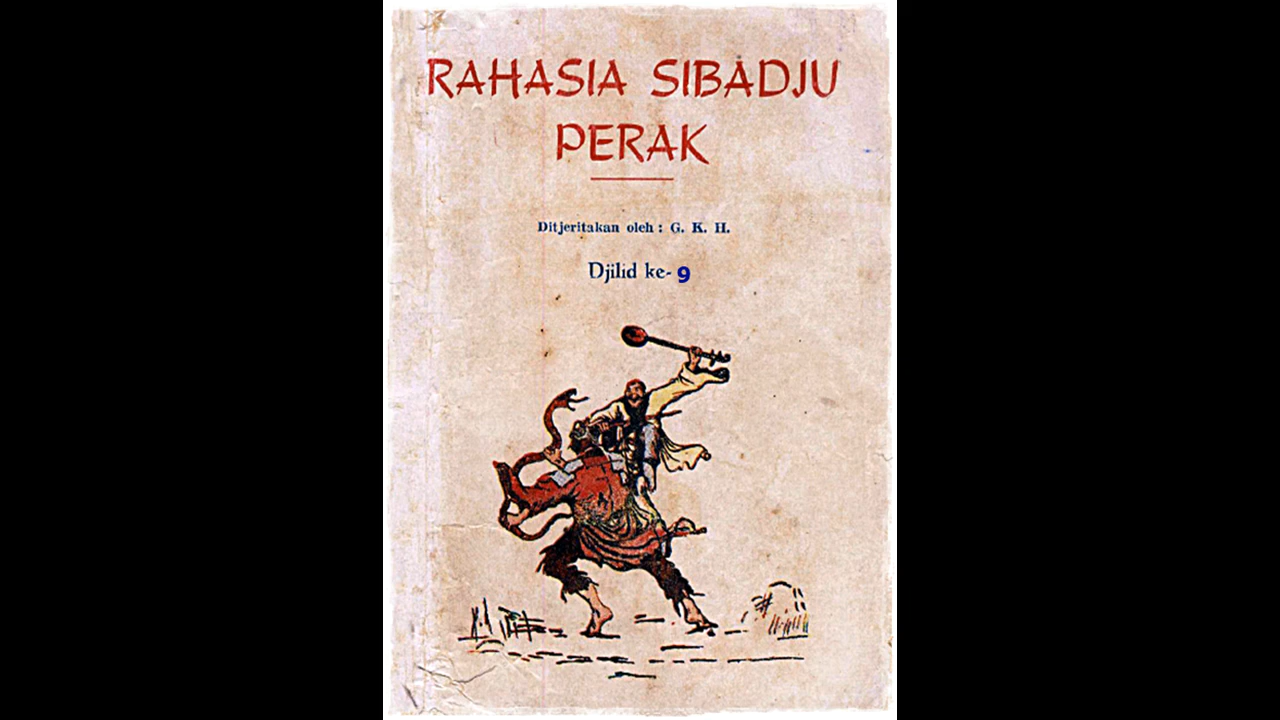 RAHASIA SIBADJU
PERAK
Ditjeritakan oleh : G. K. H.
Djilid ke- 9